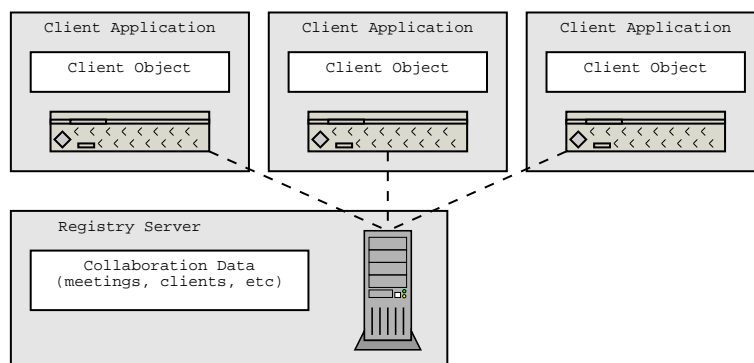 Client Application
Client Object
Client Application
Client Object
Client Application
Client Object
Registry Server
Collaboration Data
(meetings, clients, etc)